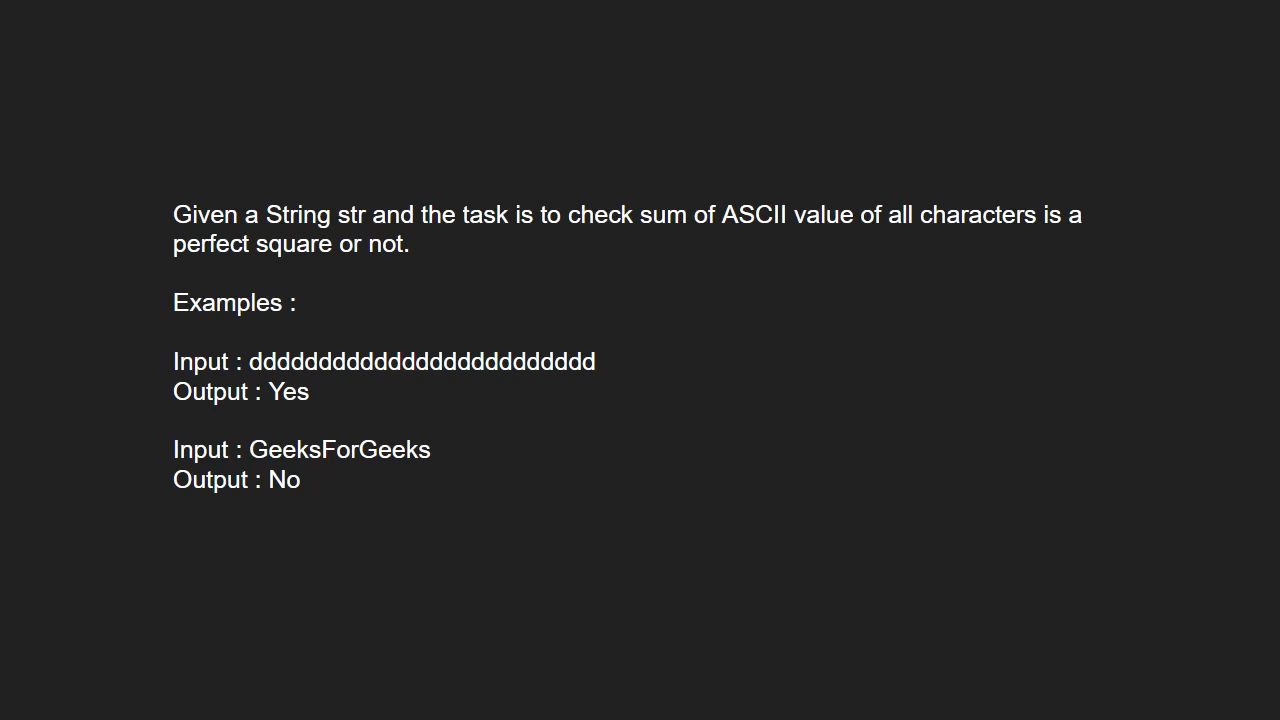 Given a String str and the task is to check sum of ASCII value of all characters is a
perfect square or not.
Examples :
Input : ddddddddddddddddddddddddd
Output : Yes
Input : GeeksForGeeks
Output : No